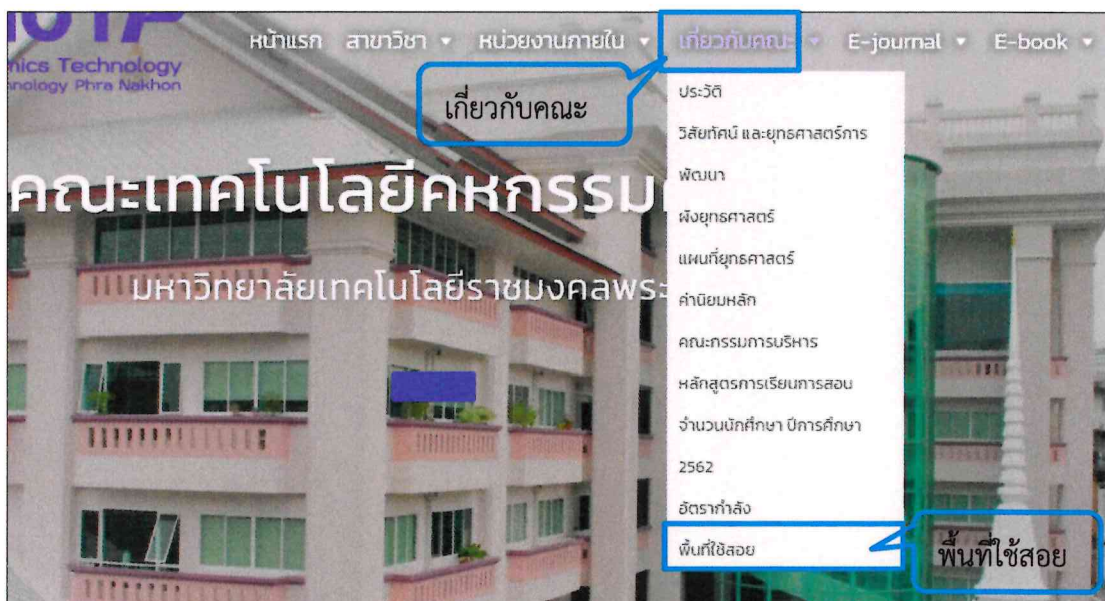 mics Technology
hnology Phra Nakhon
หน้าแรก สาขาวิชา หน่วยงานภายใน เกี่ยวกับคณะ E-journal E-book
เกี่ยวกับคณะ
ประวัติ
วิสัยทัศน์ และยุทธศาสตร์การ
พัฒนา
ผังยุทธศาสตร์
แผนที่ยุทธศาสตร์
ค่านิยมหลัก
คณะกรรมการบริหาร
หลักสูตรการเรียนการสอน
จำนวนนักศึกษา ปีการศึกษา
2562
อัตรากำลัง
พื้นที่ใช้สอย
พื้นที่ใช้สอย
คณะเทคโนโลยีคหกรรม
มหาวิทยาลัยเทคโนโลยีราชมงคลพระ